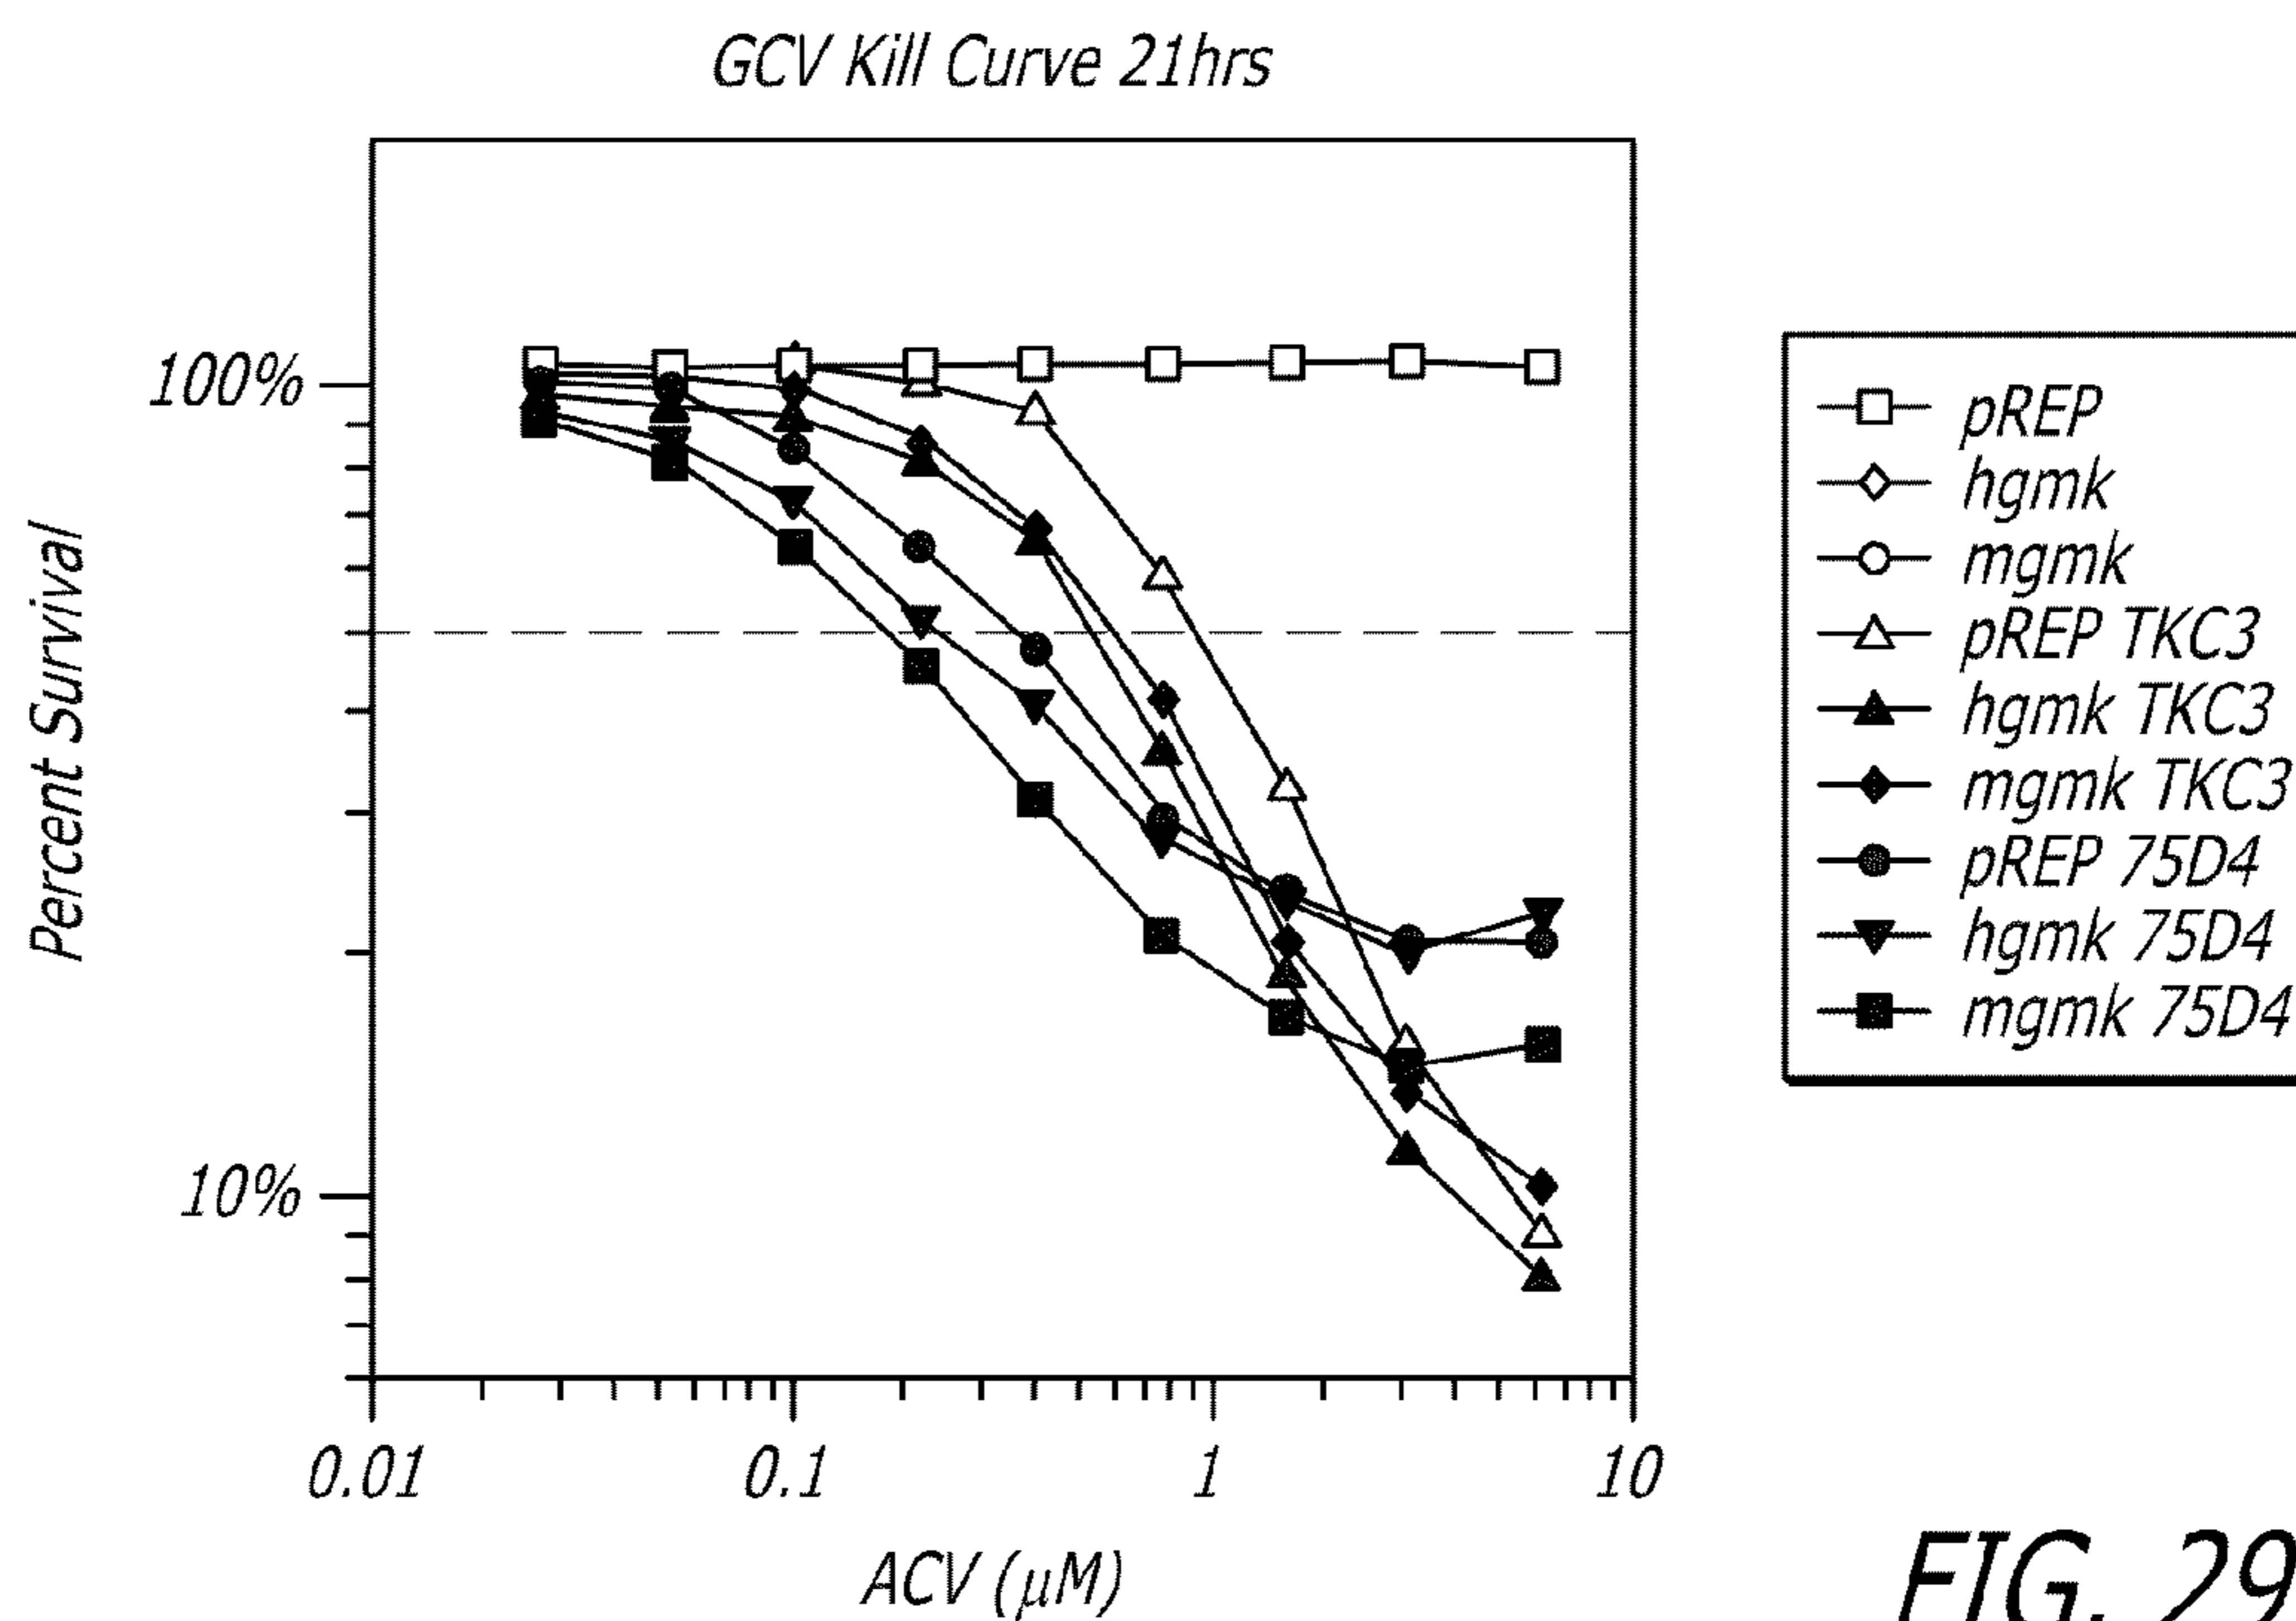 GCV Kill Curve 21hrs
100%
10%
Percent Survival
0.01
0.1
1
10
ACV (μM)
pREP
hgmk
mgmk
pREP TKC3
hgmk TKC3
mgmk TKC3
pREP 75D4
hgmk 75D4
mgmk 75D4
FIG. 29